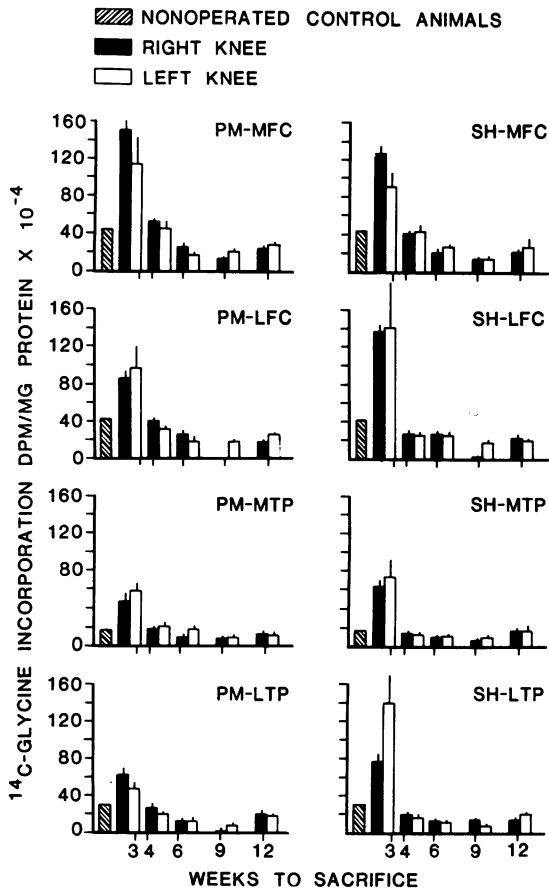 NONOPERATED CONTROL ANIMALS
RIGHT KNEE
LEFT KNEE
¹⁴C-GLYCINE INCORPORATION DPM/MG PROTEIN X 10⁻⁴
160 PM-MFC SH-MFC
120
80
40
0
160 PM-LFC SH-LFC
120
80
40
0
160 PM-MTP SH-MTP
80
0
160 PM-LTP SH-LTP
120
80
40
0
3 4 6 9 12 3 4 6 9 12
WEEKS TO SACRIFICE